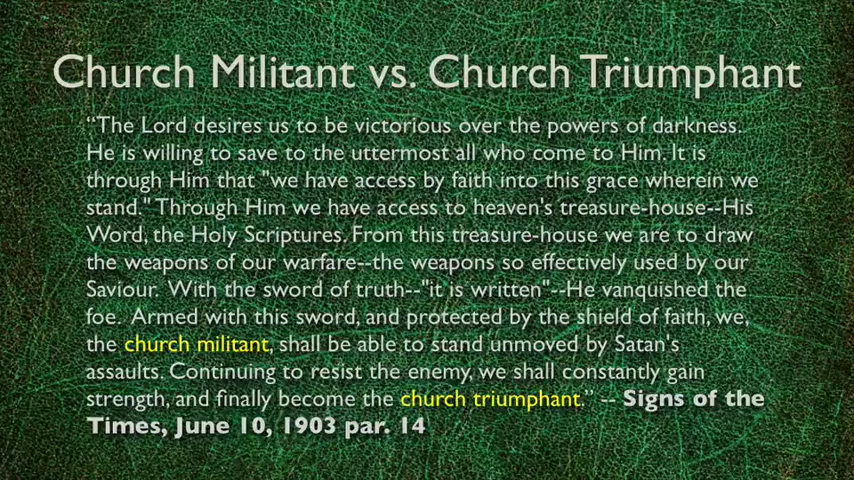 Church Militant vs. Church Triumphant
“The Lord desires us to be victorious over the powers of darkness.
He is willing to save to the uttermost all who come to Him. It is
through Him that "we have access by faith into this grace wherein we
stand." Through Him we have access to heaven's treasure-house--His
Word, the Holy Scriptures. From this treasure-house we are to draw
the weapons of our warfare--the weapons so effectively used by our
Saviour. With the sword of truth--"it is written"--He vanquished the
foe. Armed with this sword, and protected by the shield of faith, we,
the church militant, shall be able to stand unmoved by Satan's
assaults. Continuing to resist the enemy, we shall constantly gain
strength, and finally become the church triumphant.” -- Signs of the
Times, June 10, 1903 par. 14